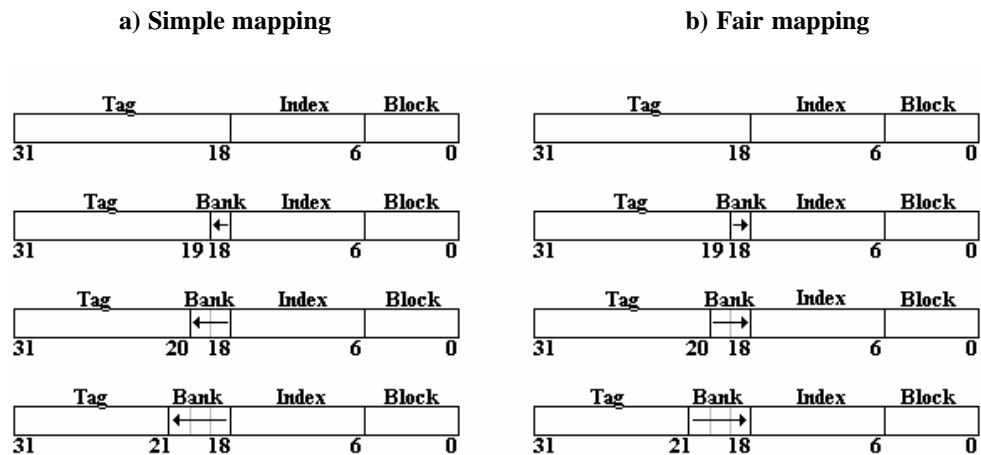 a) Simple mapping b) Fair mapping
Tag Index Block Tag Index Block
31 18 6 0 31 18 6 0
Tag Bank Index Block Tag Bank Index Block
31 19 18 6 0 31 19 18 6 0
Tag Bank Index Block Tag Bank Index Block
31 20 18 6 0 31 20 18 6 0
Tag Bank Index Block Tag Bank Index Block
31 21 18 6 0 31 21 18 6 0